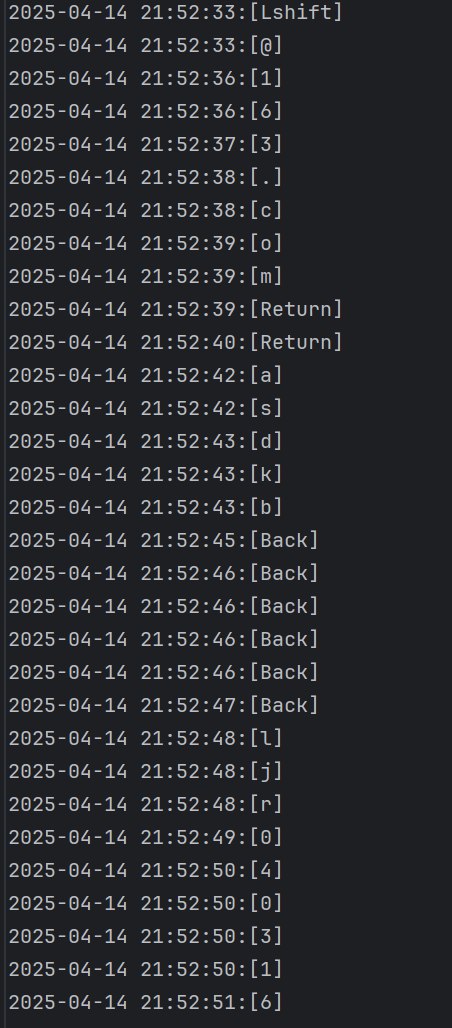 2025-04-14 21:52:33:[Lshift]
2025-04-14 21:52:33:[@]
2025-04-14 21:52:36:[1]
2025-04-14 21:52:36:[6]
2025-04-14 21:52:37:[3]
2025-04-14 21:52:38:[.]
2025-04-14 21:52:38:[c]
2025-04-14 21:52:39:[o]
2025-04-14 21:52:39:[m]
2025-04-14 21:52:39:[Return]
2025-04-14 21:52:40:[Return]
2025-04-14 21:52:42:[a]
2025-04-14 21:52:42:[s]
2025-04-14 21:52:43:[d]
2025-04-14 21:52:43:[k]
2025-04-14 21:52:43:[b]
2025-04-14 21:52:45:[Back]
2025-04-14 21:52:46:[Back]
2025-04-14 21:52:46:[Back]
2025-04-14 21:52:46:[Back]
2025-04-14 21:52:46:[Back]
2025-04-14 21:52:47:[Back]
2025-04-14 21:52:48:[l]
2025-04-14 21:52:48:[j]
2025-04-14 21:52:48:[r]
2025-04-14 21:52:49:[0]
2025-04-14 21:52:50:[4]
2025-04-14 21:52:50:[0]
2025-04-14 21:52:50:[3]
2025-04-14 21:52:50:[1]
2025-04-14 21:52:51:[6]